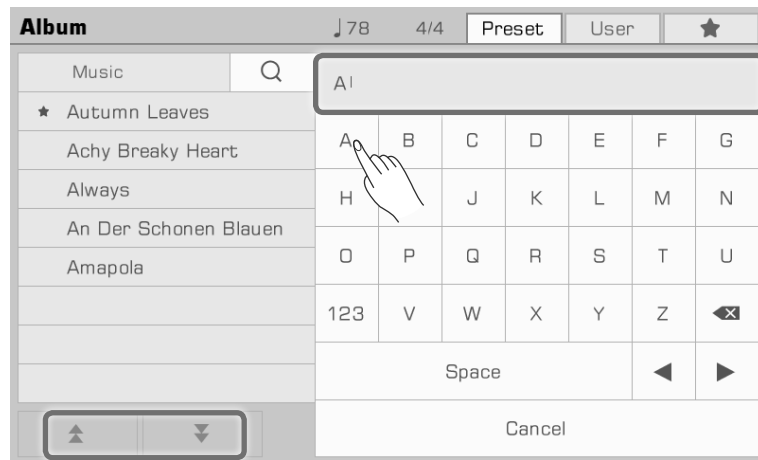 Album 78 4/4 Preset User
Music
A
Autumn Leaves
Achy Breaky Heart
Always
An Der Schonen Blauen
Amapola
A B C D E F G
H J K L M N
O P Q R S T U
123 V W X Y Z
Space
Cancel